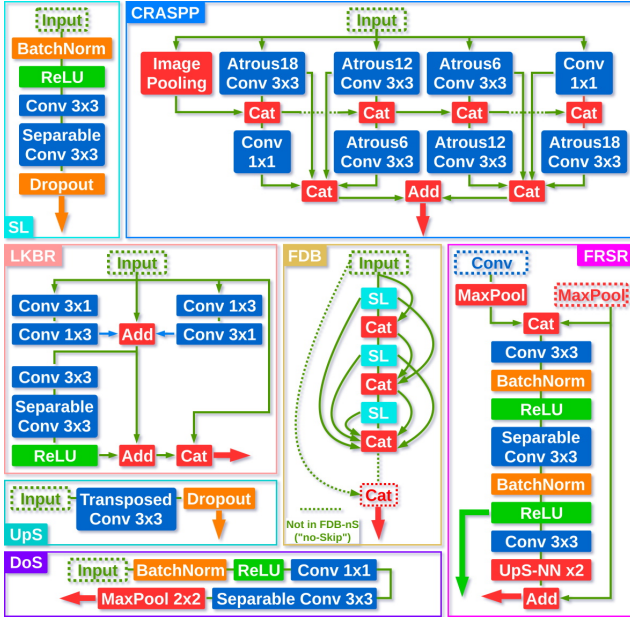 Input
BatchNorm
ReLU
Conv 3x3
Separable
Conv 3x3
Dropout
SL
CRASPP
Input
Image
Pooling
Atrous18
Conv 3x3
Atrous12
Conv 3x3
Atrous6
Conv 3x3
Conv
1x1
Cat
Cat
Cat
Cat
Conv
1x1
Atrous6
Conv 3x3
Atrous12
Conv 3x3
Atrous18
Conv 3x3
Cat
Add
Cat
LKBR
Input
Conv 3x1
Conv 1x3
Conv 1x3
Add
Conv 3x1
Conv 3x3
Separable
Conv 3x3
ReLU
Add
Cat
Input
Transposed
Conv 3x3
Dropout
UpS
FDB
Input
SL
Cat
SL
Cat
SL
Cat
Cat
Not in FDB-nS
("no-Skip")
FRSR
Conv
MaxPool
MaxPool
Cat
Conv 3x3
BatchNorm
ReLU
Separable
Conv 3x3
BatchNorm
ReLU
Conv 3x3
UpS-NN x2
Add
DoS
Input
BatchNorm
ReLU
Conv 1x1
MaxPool 2x2
Separable Conv 3x3